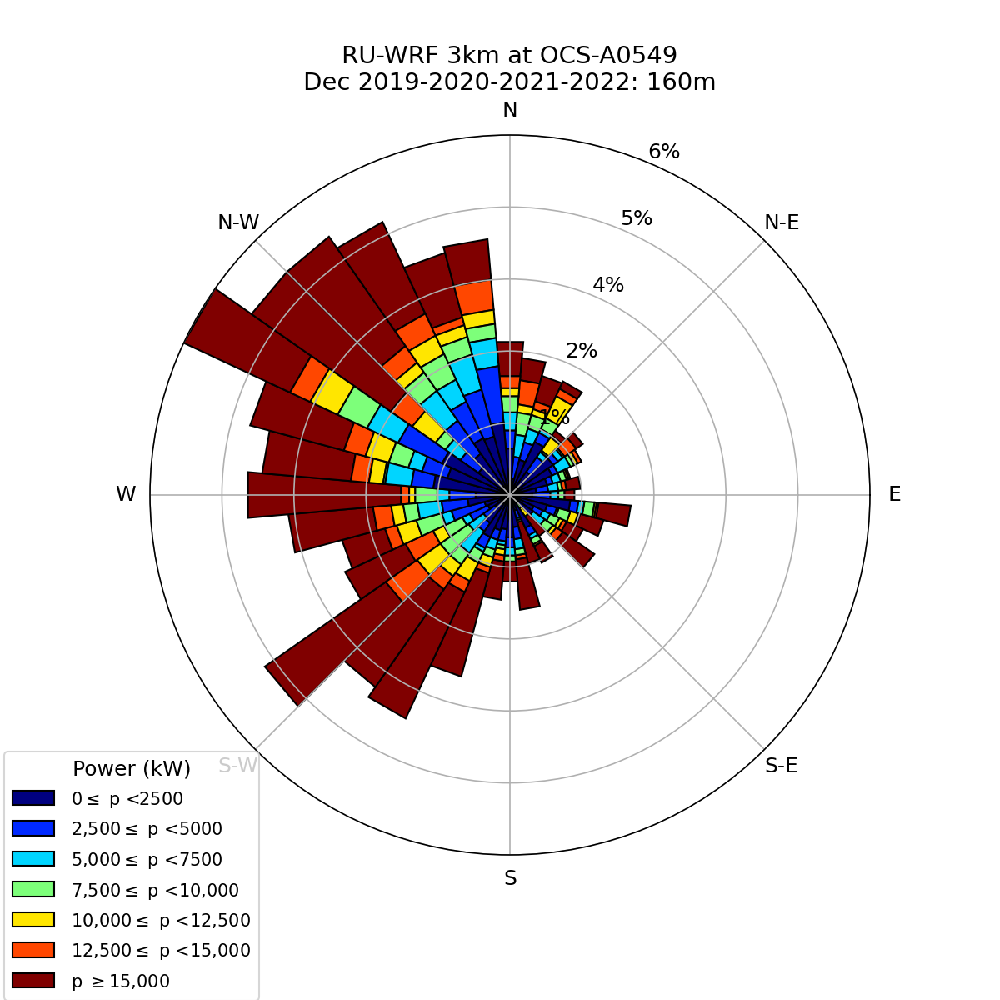 RU-WRF 3km at OCS-A0549
Dec 2019-2020-2021-2022: 160m
N
6%
N-W
N-E
5%
4%
2%
1%
W
E
S-W
S-E
S
Power (kW)
0≤ p <2500
2,500≤ p <5000
5,000≤ p <7500
7,500≤ p <10,000
10,000≤ p <12,500
12,500≤ p <15,000
p ≥15,000